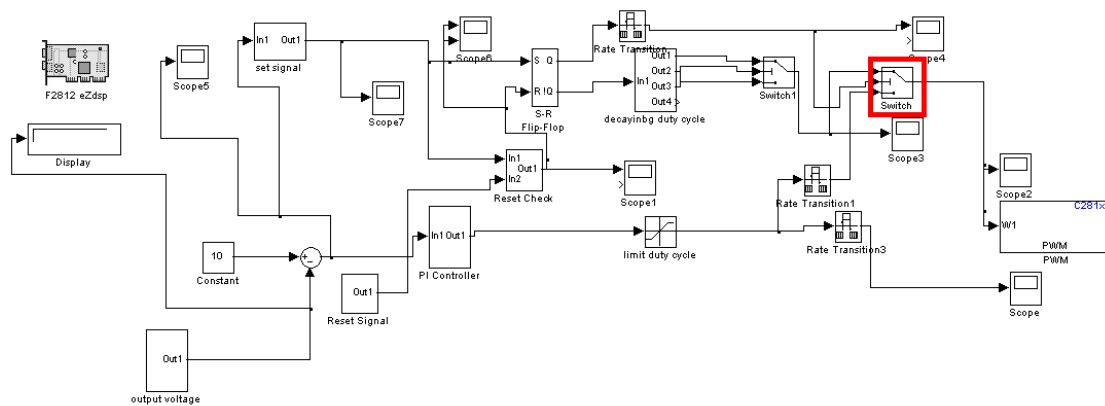 F2812 eZdsp
Display
Scope5
In1 Out1
set signal
Scope7
10
Constant
Out1
output voltage
Out1
Reset Signal
In1 Out1
PI Controller
Scope6
S Q
R !Q
S-R
Flip-Flop
In1
In2
Out1
Reset Check
Scope1
Rate Transition
In1
Out1
Out2
Out3
Out4
decayinbg duty cycle
limit duty cycle
Switch1
Rate Transition1
Rate Transition3
Switch
Scope4
Scope3
Scope2
C281x
W1
PWM
PWM
Scope